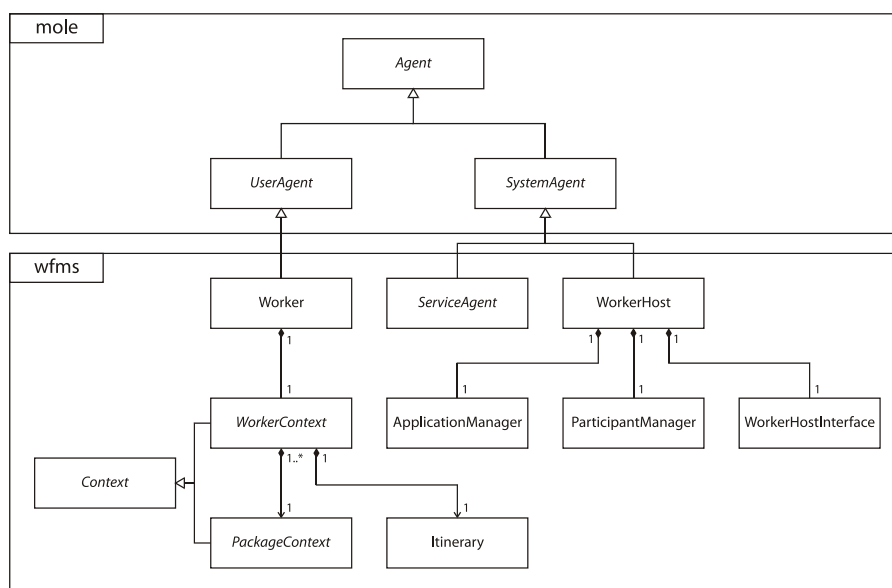 mole
Agent
UserAgent
SystemAgent
wfms
Worker
ServiceAgent
WorkerHost
1
1
1
1
1
1
1
1
WorkerContext
ApplicationManager
ParticipantManager
WorkerHostInterface
1..*
1
Context
1
1
PackageContext
Itinerary